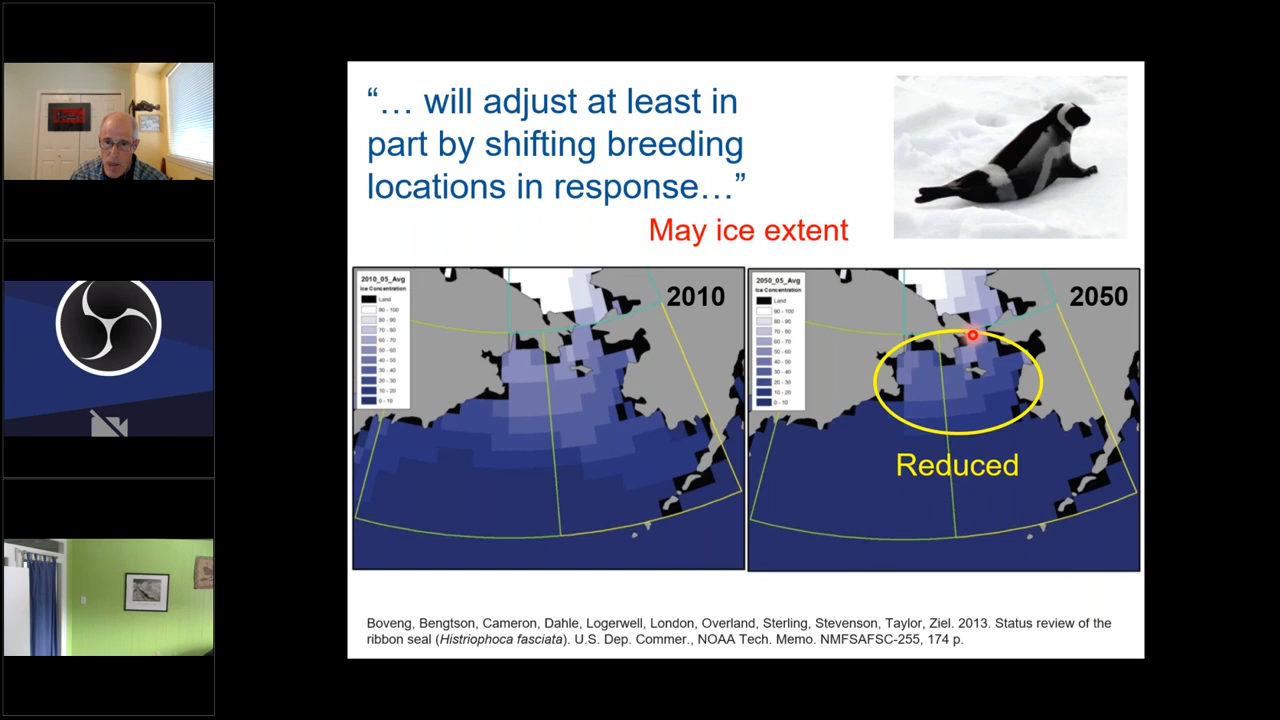 “… will adjust at least in
part by shifting breeding
locations in response…”
May ice extent
2010_05_Avg
Ice Concentration
Land
90 - 100
80 - 90
70 - 80
60 - 70
50 - 60
40 - 50
30 - 40
20 - 30
10 - 20
0 - 10
2010
2050_05_Avg
Ice Concentration
Land
90 - 100
80 - 90
70 - 80
60 - 70
50 - 60
40 - 50
30 - 40
20 - 30
10 - 20
0 - 10
2050
Reduced
Boveng, Bengtson, Cameron, Dahle, Logerwell, London, Overland, Sterling, Stevenson, Taylor, Ziel. 2013. Status review of the
ribbon seal (Histriophoca fasciata). U.S. Dep. Commer., NOAA Tech. Memo. NMFSAFSC-255, 174 p.